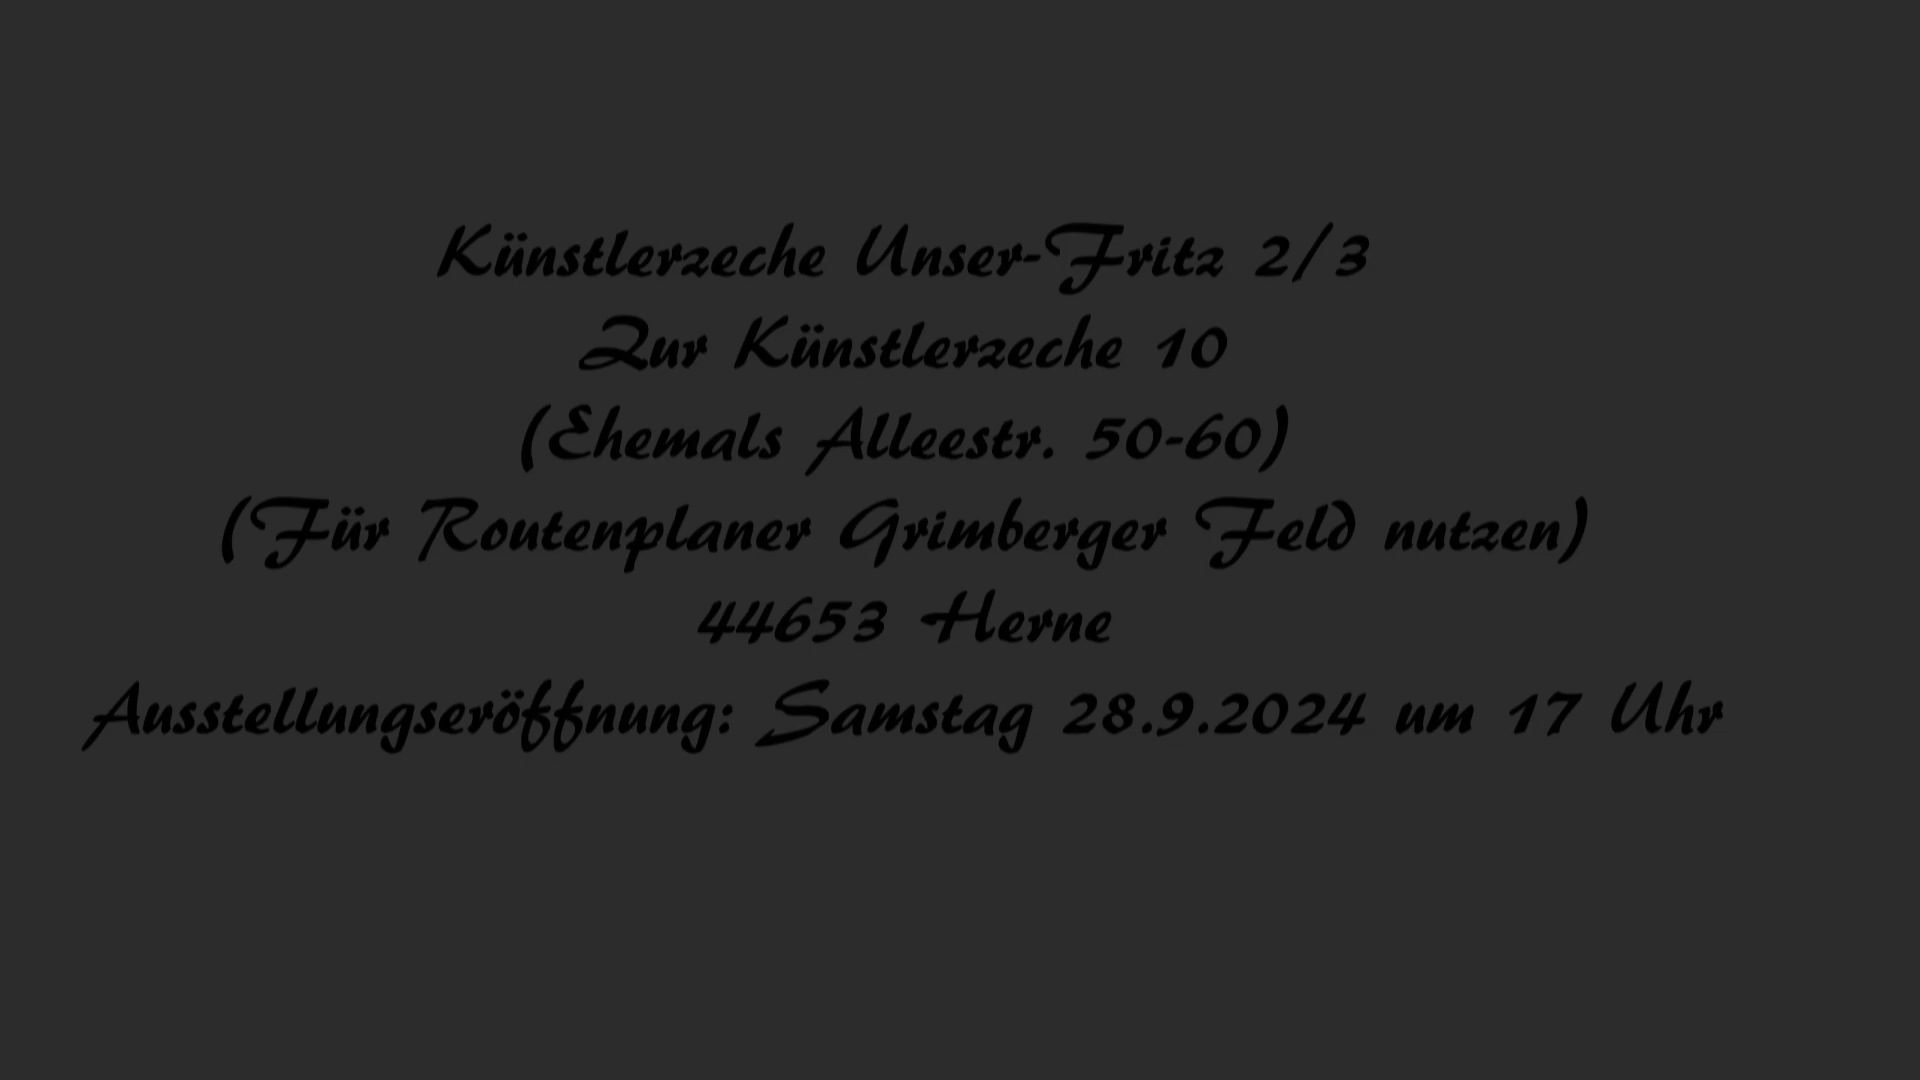 Künstlerzeche Unser-Fritz 2/3
Zur Künstlerzeche 10
(Ehemals Alleestr. 50-60)
(Für Routenplaner Grimberger Feld nutzen)
44653 Herne
Ausstellungseröffnung: Samstag 28.9.2024 um 17 Uhr